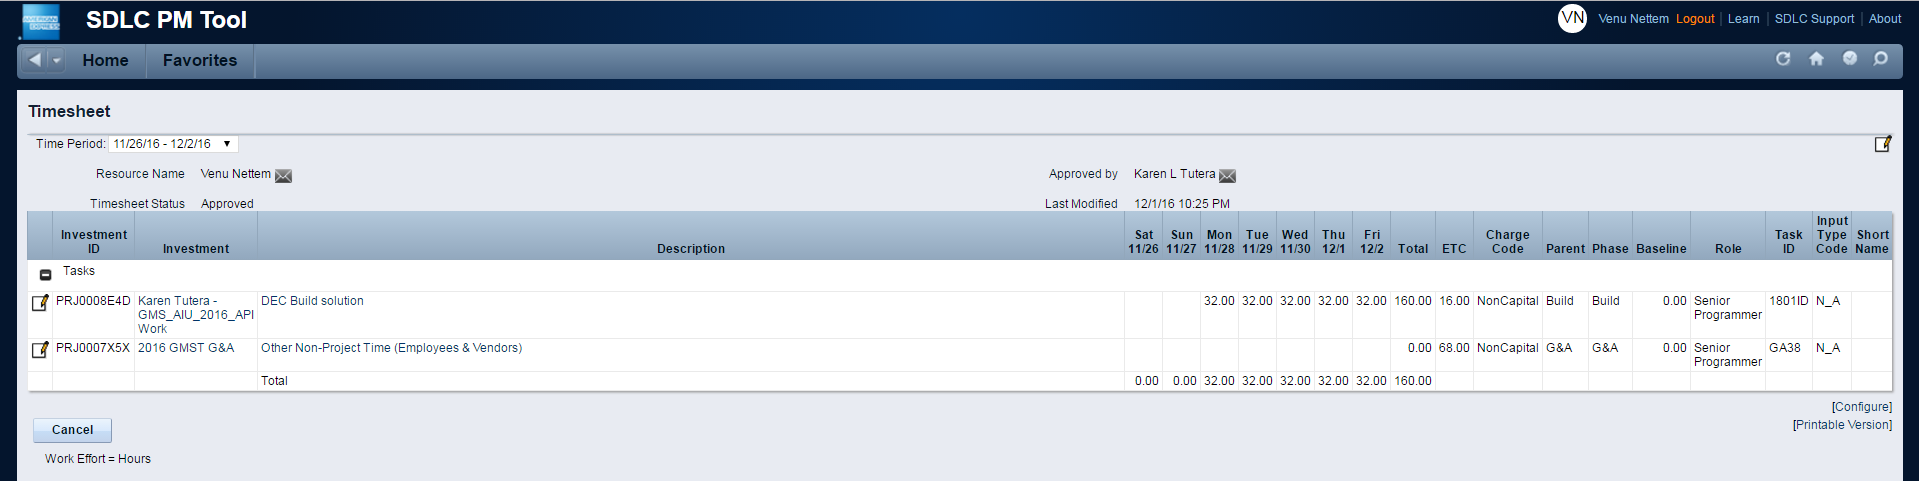 AMERICAN EXPRESS
SDLC PM Tool
VN Venu Nettem Logout Learn SDLC Support About
Home Favorites
Timesheet
Time Period: 11/26/16 - 12/2/16
Resource Name Venu Nettem Approved by Karen L Tutera
Timesheet Status Approved Last Modified 12/1/16 10:25 PM
Investment ID Investment Description Sat 11/26 Sun 11/27 Mon 11/28 Tue 11/29 Wed 11/30 Thu 12/1 Fri 12/2 Total ETC Charge Code Parent Phase Baseline Role Task ID Input Type Code Short Name
Tasks
PRJ0008E4D Karen Tutera - GMS_AIU_2016_API Work DEC Build solution 32.00 32.00 32.00 32.00 32.00 160.00 16.00 NonCapital Build Build 0.00 Senior Programmer 1801ID N_A
PRJ0007X5X 2016 GMST G&A Other Non-Project Time (Employees & Vendors) 0.00 68.00 NonCapital G&A G&A 0.00 Senior Programmer GA38 N_A
Total 0.00 0.00 32.00 32.00 32.00 32.00 32.00 160.00
[Configure]
Cancel [Printable Version]
Work Effort = Hours